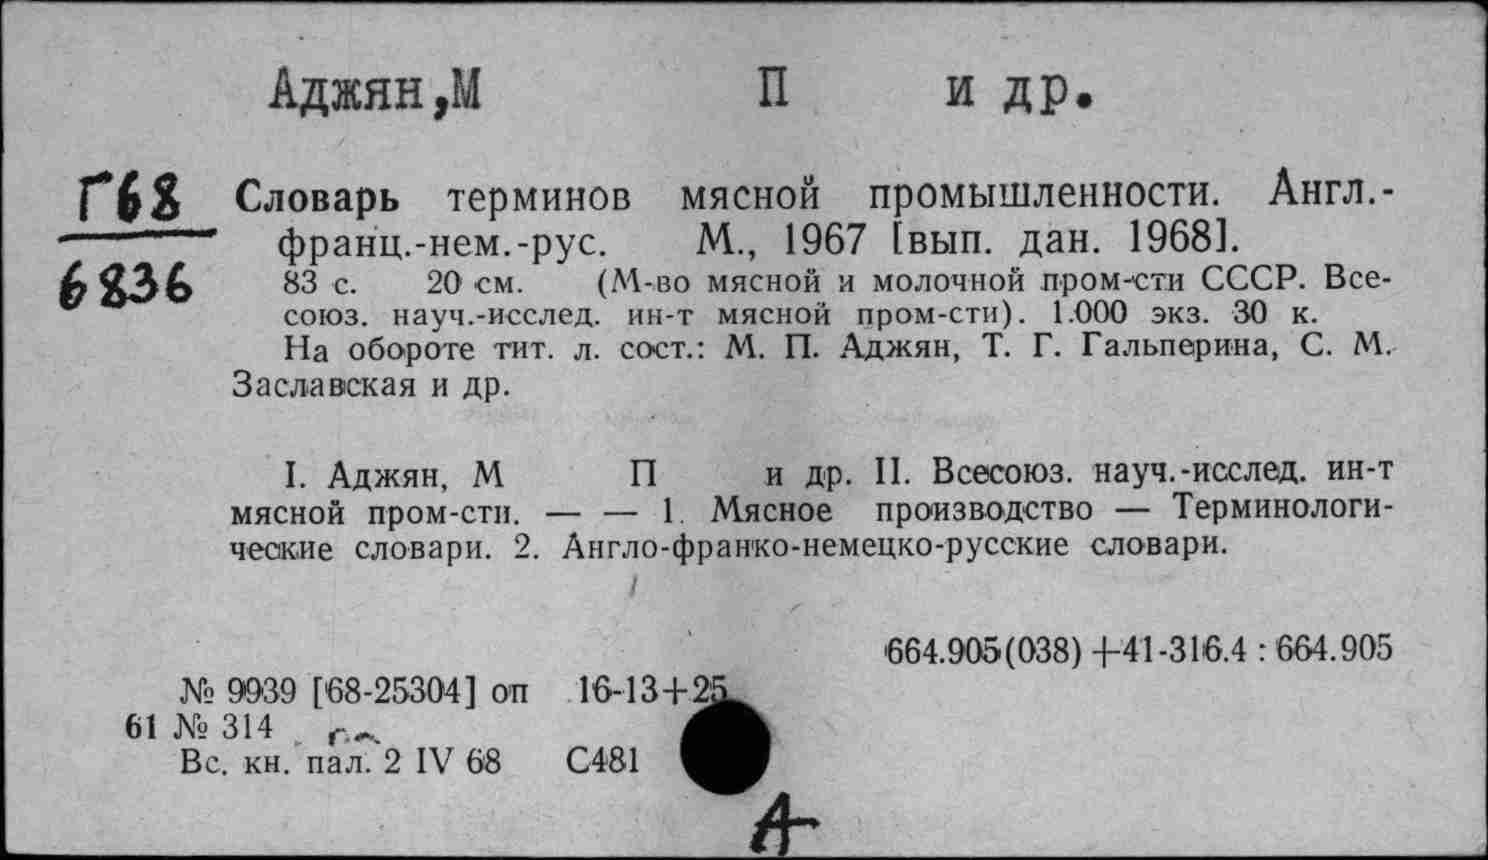 Аджян,М П и др.
Г68
6836
Словарь терминов мясной промышленности. Англ.-
франц.-нем.-рус. М., 1967 [вып. дан. 1968].
83 с. 20 см. (М-во мясной и молочной пром-сти СССР. Все-
союз. науч.-исслед. ин-т мясной пром-сти). 1.000 экз. 30 к.
На обороте тит. л. сост.: М. П. Аджян, Т. Г. Гальперина, С. М.
Заславская и др.
I. Аджян, М П и др. II. Всесоюз. науч.-исслед. ин-т
мясной пром-сти. — — 1. Мясное производство — Терминологи-
ческие словари. 2. Англо-франко-немецко-русские словари.
664.905(038)+41-316.4 : 664.905
№ 9939 [68-25304] оп 16-13+25
61 № 314
Вс. кн. пал. 2 IV 68 С481
А